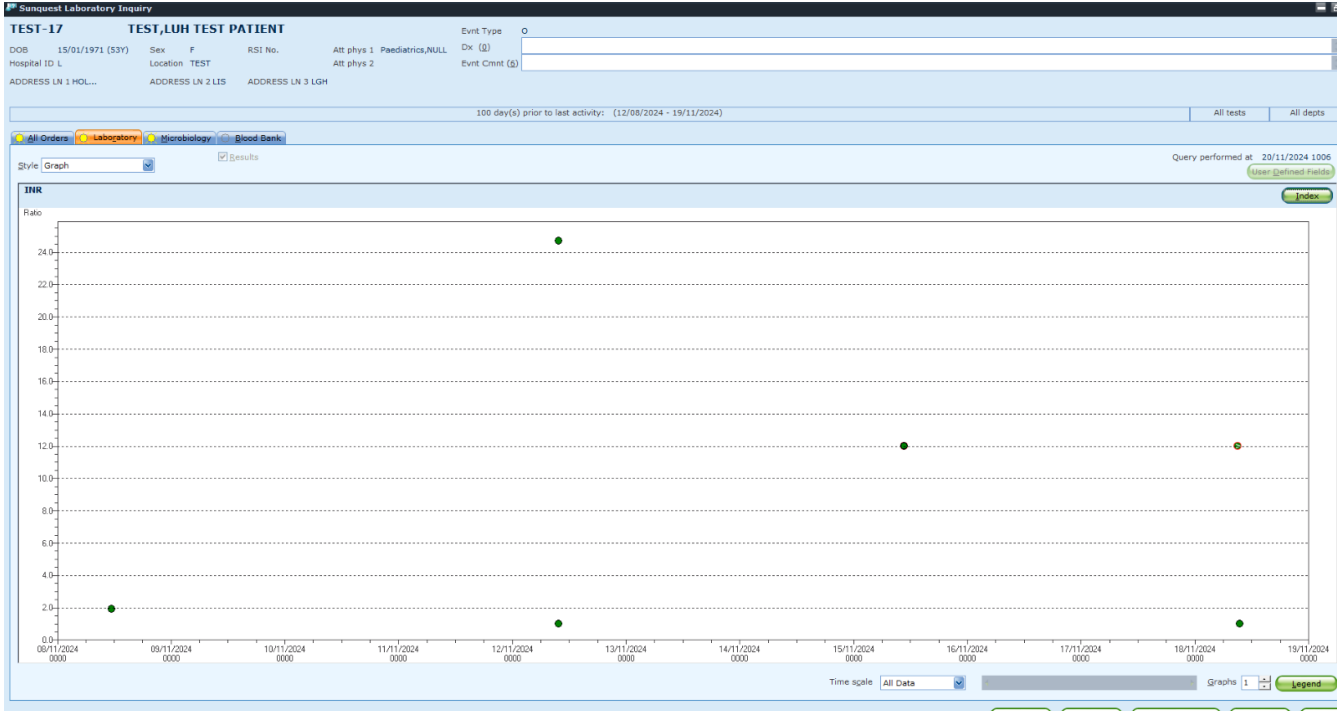 Sunquest Laboratory Inquiry
TEST-17 TEST,LUH TEST PATIENT Evnt Type O
DOB 15/01/1971 (53Y) Sex F RSI No. Att phys 1 Paediatrics,NULL Dx (0)
Hospital ID L Location TEST Att phys 2 Evnt Cmnt (6)
ADDRESS LN 1 HOL... ADDRESS LN 2 LIS ADDRESS LN 3 LGH
100 day(s) prior to last activity: (12/08/2024 - 19/11/2024) All tests All depts
All Orders Laboratory Microbiology Blood Bank
Style Graph Results Query performed at 20/11/2024 1006
User Defined Fields
INR Index
Ratio
24.0
22.0
20.0
18.0
16.0
14.0
12.0
10.0
8.0
6.0
4.0
2.0
0.0
08/11/2024 09/11/2024 10/11/2024 11/11/2024 12/11/2024 13/11/2024 14/11/2024 15/11/2024 16/11/2024 17/11/2024 18/11/2024 19/11/2024
0000 0000 0000 0000 0000 0000 0000 0000 0000 0000 0000 0000
Time scale All Data Graphs 1 Legend